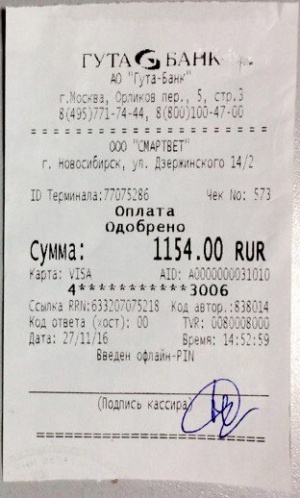 ГУТА БАНК
АО "Гута-Банк"
г.Москва, Орликов пер., 5, стр.3
8(495)771-74-44, 8(800)100-47-00
ООО "СМАРТВЕТ"
г. Новосибирск, ул. Дзержинского 14/2
ID Терминала:77075286 Чек No: 573
Оплата
Одобрено
Сумма: 1154.00 RUR
Карта: VISA AID: A0000000031010
4***********3006
Ссылка RRN:633207075218 Код автор.:838014
Код ответа (хост): 00 TVR: 0080008000
Дата: 27/11/16 Время: 14:52:59
Введен офлайн-PIN
(Подпись кассира)